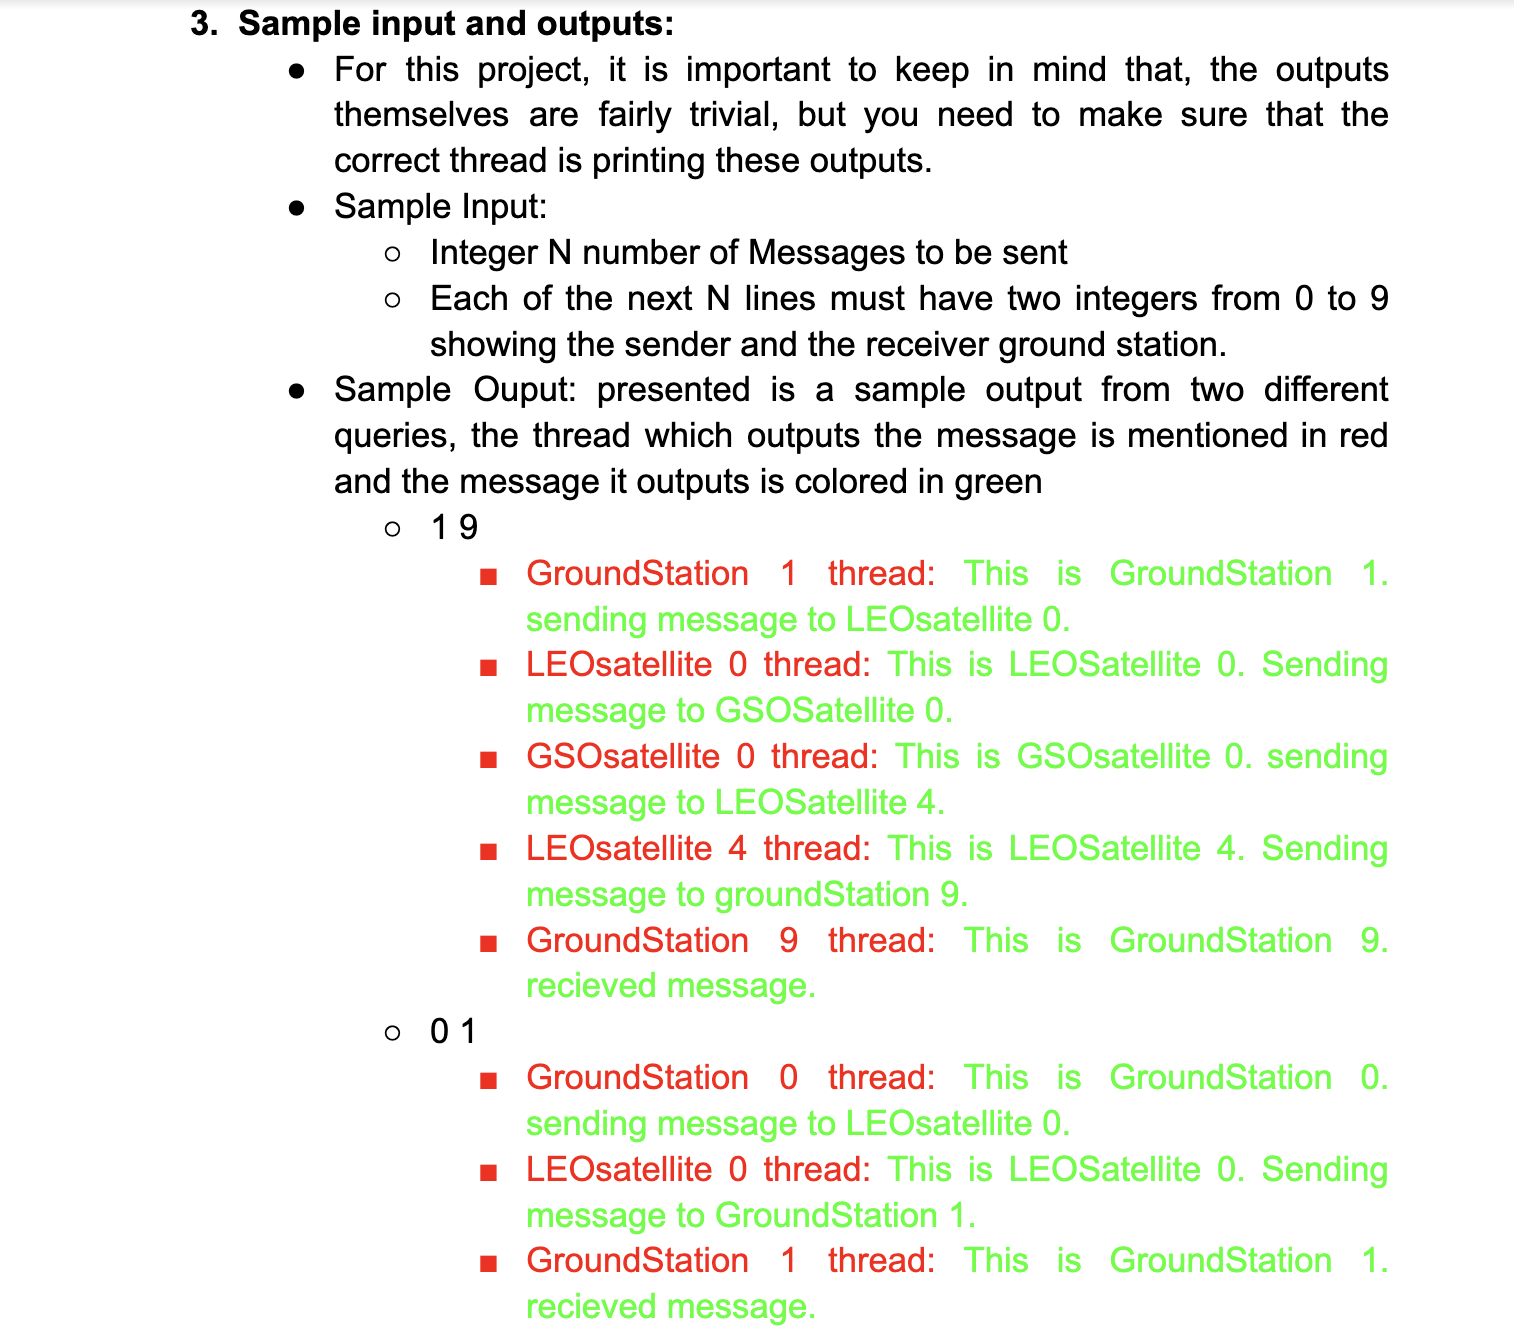 3. Sample input and outputs:
● For this project, it is important to keep in mind that, the outputs
themselves are fairly trivial, but you need to make sure that the
correct thread is printing these outputs.
● Sample Input:
○ Integer N number of Messages to be sent
○ Each of the next N lines must have two integers from 0 to 9
showing the sender and the receiver ground station.
● Sample Ouput: presented is a sample output from two different
queries, the thread which outputs the message is mentioned in red
and the message it outputs is colored in green
○ 1 9
■ GroundStation 1 thread: This is GroundStation 1.
sending message to LEOsatellite 0.
■ LEOsatellite 0 thread: This is LEOSatellite 0. Sending
message to GSOSatellite 0.
■ GSOsatellite 0 thread: This is GSOsatellite 0. sending
message to LEOSatellite 4.
■ LEOsatellite 4 thread: This is LEOSatellite 4. Sending
message to groundStation 9.
■ GroundStation 9 thread: This is GroundStation 9.
recieved message.
○ 0 1
■ GroundStation 0 thread: This is GroundStation 0.
sending message to LEOsatellite 0.
■ LEOsatellite 0 thread: This is LEOSatellite 0. Sending
message to GroundStation 1.
■ GroundStation 1 thread: This is GroundStation 1.
recieved message.